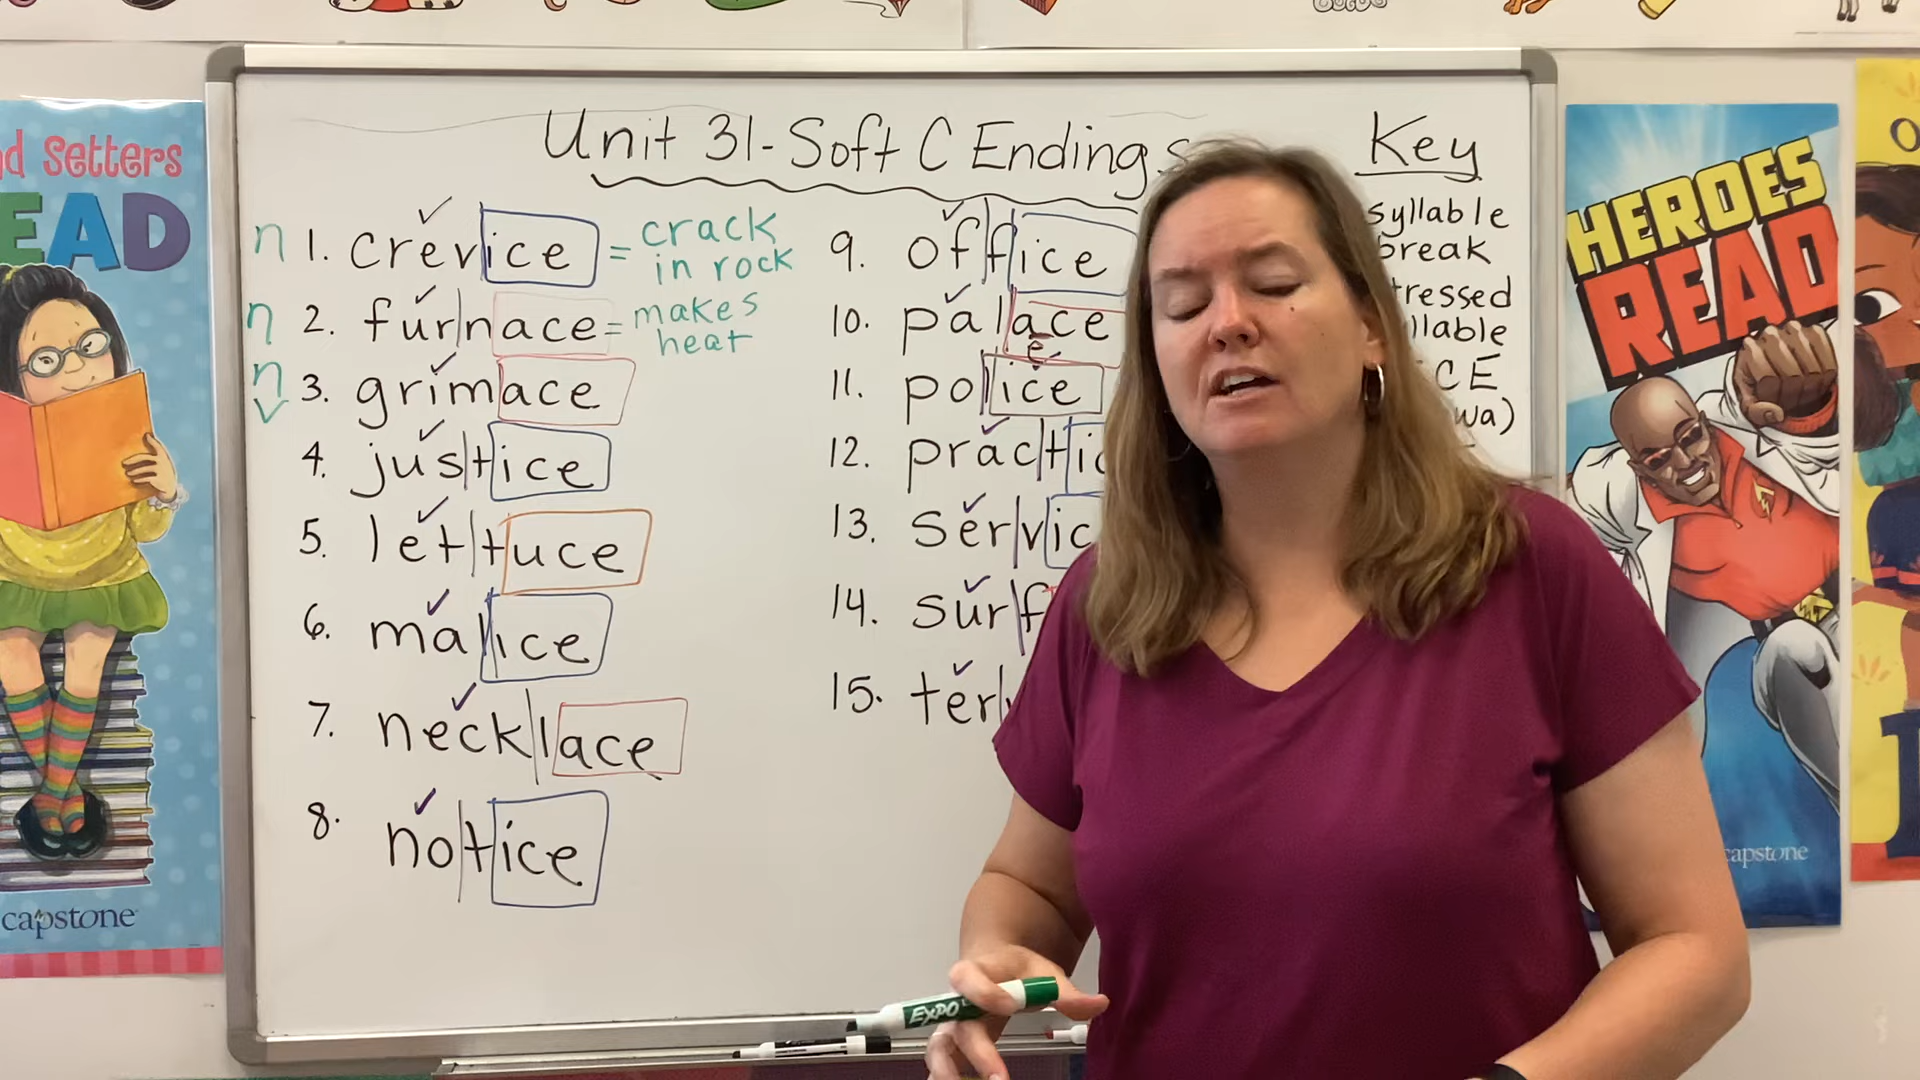 Unit 31-Soft C Endings
Key
n 1. crevice = crack in rock
n 2. furnace = makes heat
n v 3. grimace
4. justice
5. lettuce
6. malice
7. necklace
8. notice
9. office
10. palace
e
11. police
12. practic
13. servic
14. surf
15. ter
syllable
break
tressed
llable
CE
wa)
d Setters
EAD
capstone
HEROES
READ
capstone
EXPO